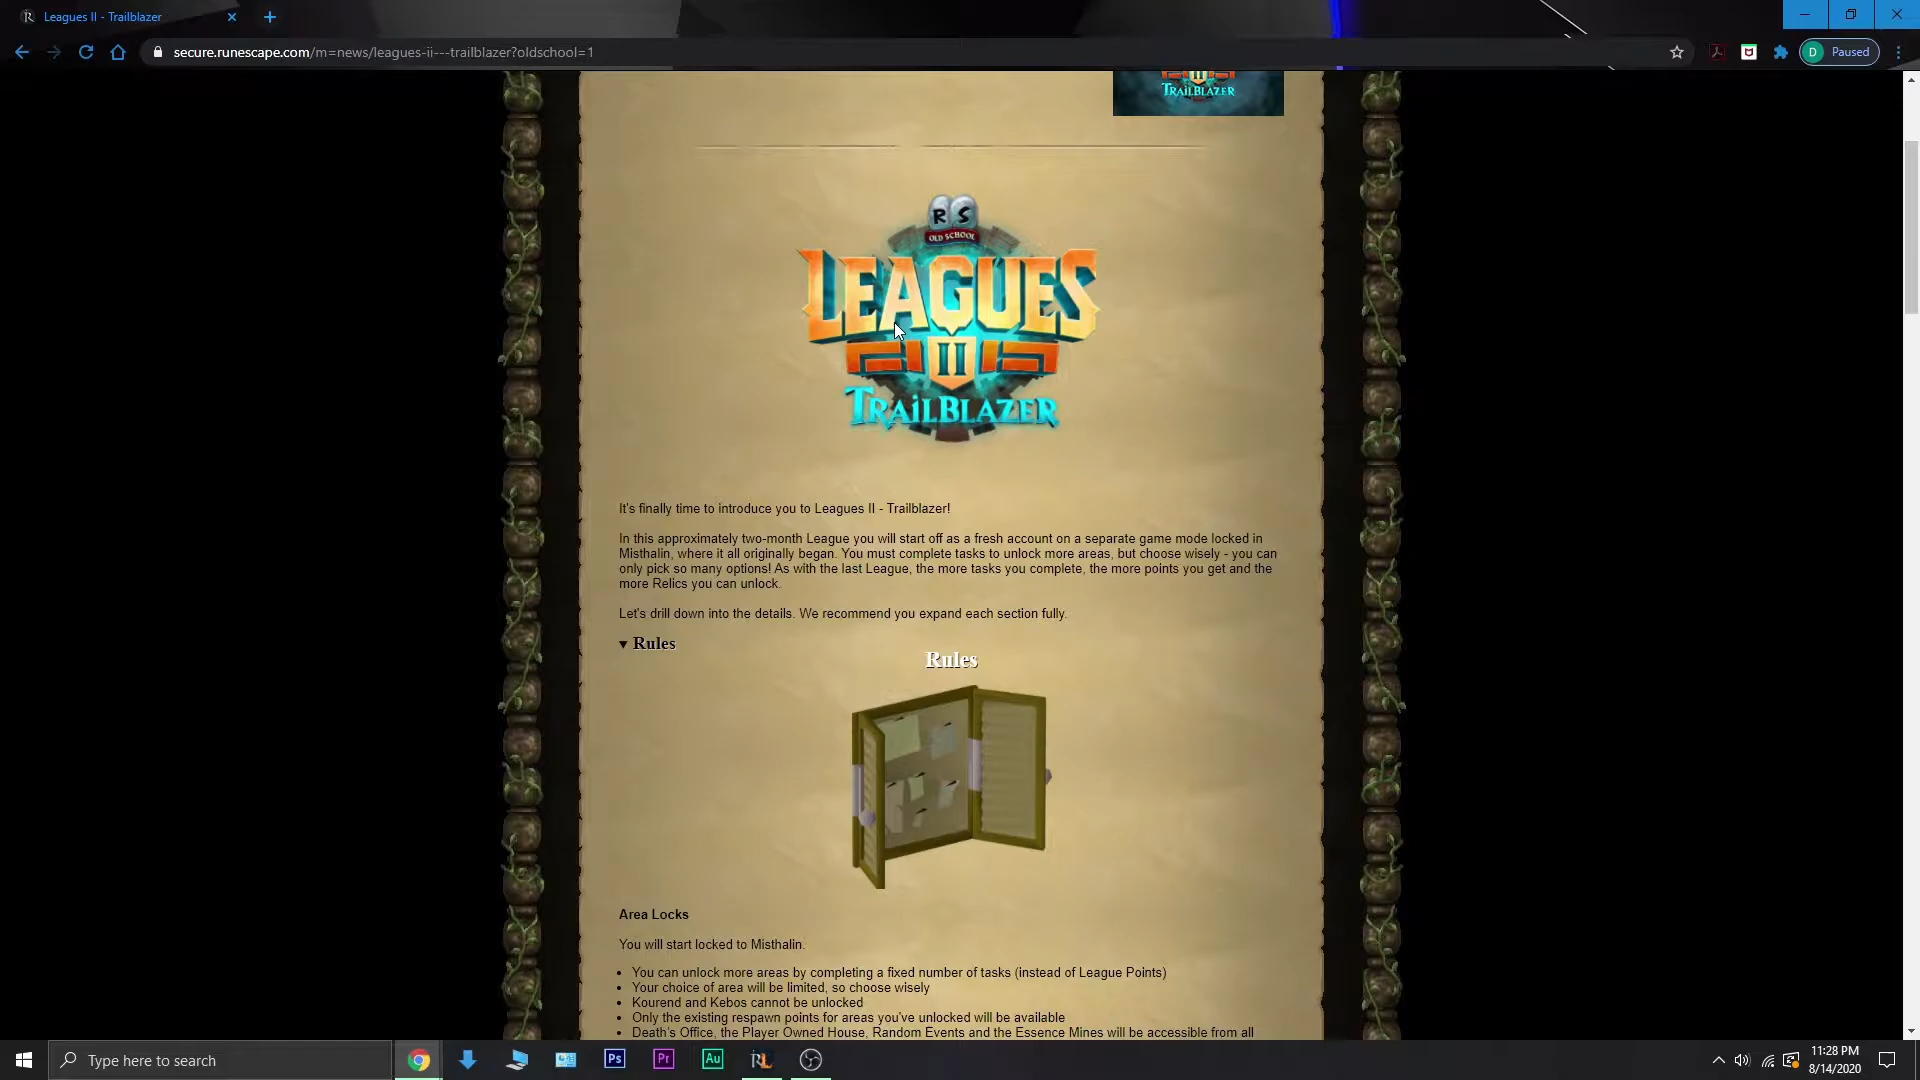 Leagues II - Trailblazer
secure.runescape.com/m=news/leagues-ii---trailblazer?oldschool=1
D Paused
II
TRAILBLAZER
R S
OLD SCHOOL
LEAGUES
II
TRAILBLAZER
It's finally time to introduce you to Leagues II - Trailblazer!
In this approximately two-month League you will start off as a fresh account on a separate game mode locked in
Misthalin, where it all originally began. You must complete tasks to unlock more areas, but choose wisely - you can
only pick so many options! As with the last League, the more tasks you complete, the more points you get and the
more Relics you can unlock.
Let's drill down into the details. We recommend you expand each section fully.
▾ Rules
Rules
Area Locks
You will start locked to Misthalin.
• You can unlock more areas by completing a fixed number of tasks (instead of League Points)
• Your choice of area will be limited, so choose wisely
• Kourend and Kebos cannot be unlocked
• Only the existing respawn points for areas you've unlocked will be available
• Death's Office, the Player Owned House, Random Events and the Essence Mines will be accessible from all
Type here to search
Ps
Pr
Au
RL
11:28 PM
8/14/2020